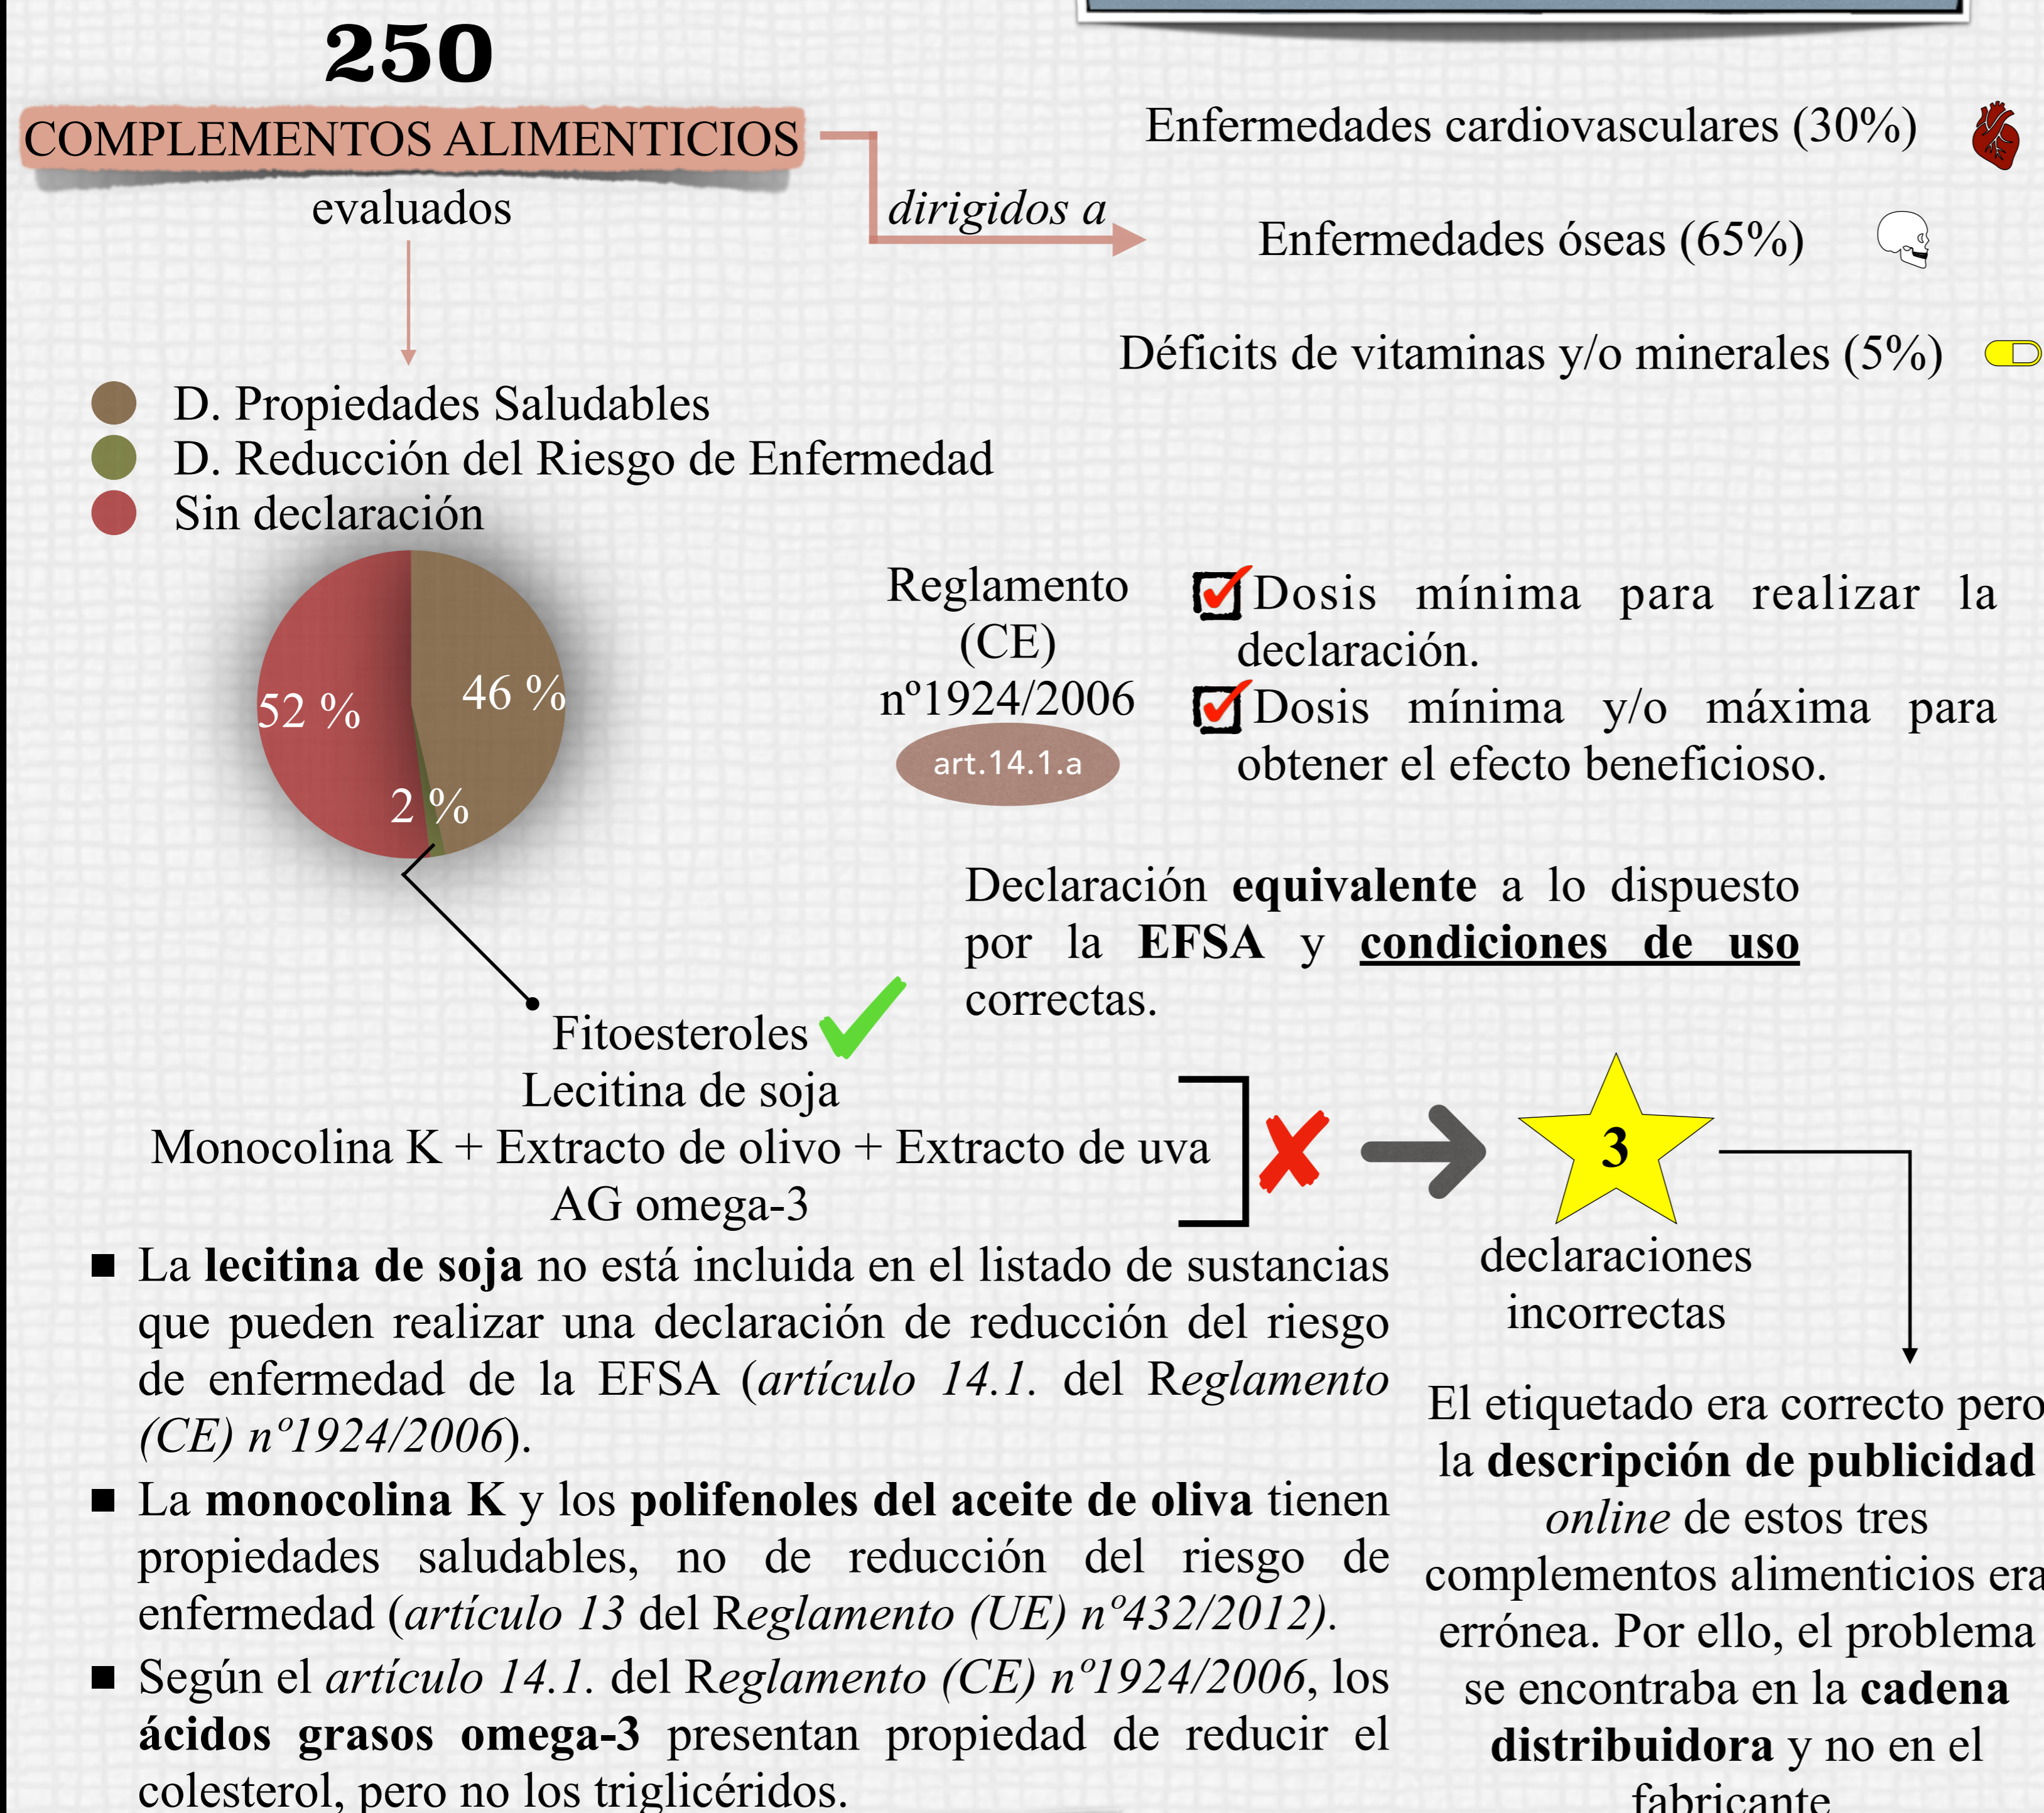 250
COMPLEMENTOS ALIMENTICIOS
evaluados
dirigidos a
Enfermedades cardiovasculares (30%)
Enfermedades óseas (65%)
Déficits de vitaminas y/o minerales (5%)
D. Propiedades Saludables
D. Reducción del Riesgo de Enfermedad
Sin declaración
52 %
46 %
2 %
Reglamento
(CE)
nº1924/2006
art.14.1.a
Dosis mínima para realizar la
declaración.
Dosis mínima y/o máxima para
obtener el efecto beneficioso.
Declaración equivalente a lo dispuesto
por la EFSA y condiciones de uso
correctas.
Fitoesteroles
Lecitina de soja
Monocolina K + Extracto de olivo + Extracto de uva
AG omega-3
3
declaraciones
incorrectas
La lecitina de soja no está incluida en el listado de sustancias
que pueden realizar una declaración de reducción del riesgo
de enfermedad de la EFSA (artículo 14.1. del Reglamento
(CE) nº1924/2006).
La monocolina K y los polifenoles del aceite de oliva tienen
propiedades saludables, no de reducción del riesgo de
enfermedad (artículo 13 del Reglamento (UE) nº432/2012).
Según el artículo 14.1. del Reglamento (CE) nº1924/2006, los
ácidos grasos omega-3 presentan propiedad de reducir el
colesterol, pero no los triglicéridos.
El etiquetado era correcto pero
la descripción de publicidad
online de estos tres
complementos alimenticios era
errónea. Por ello, el problema
se encontraba en la cadena
distribuidora y no en el
fabricante